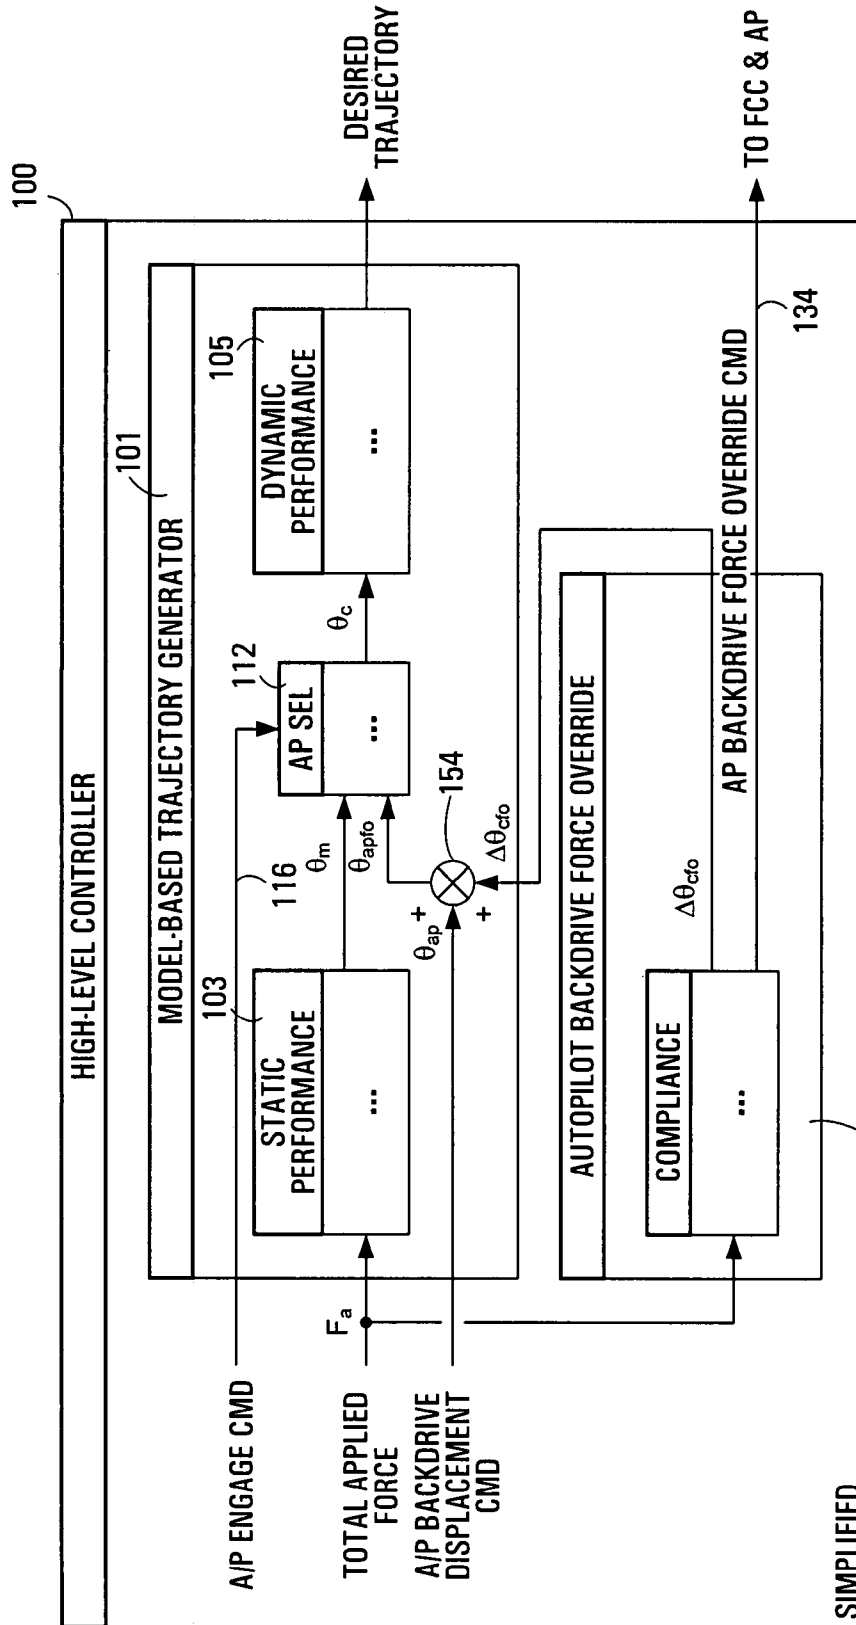 HIGH-LEVEL CONTROLLER
100
MODEL-BASED TRAJECTORY GENERATOR
101
A/P ENGAGE CMD
116
TOTAL APPLIED
FORCE
Fa
A/P BACKDRIVE
DISPLACEMENT
CMD
STATIC
PERFORMANCE
103
...
θm
θapfo
θap
+
+
154
Δθcfo
AP SEL
112
...
θc
DYNAMIC
PERFORMANCE
105
...
DESIRED
TRAJECTORY
AUTOPILOT BACKDRIVE FORCE OVERRIDE
COMPLIANCE
...
Δθcfo
AP BACKDRIVE FORCE OVERRIDE CMD
134
TO FCC & AP
SIMPLIFIED